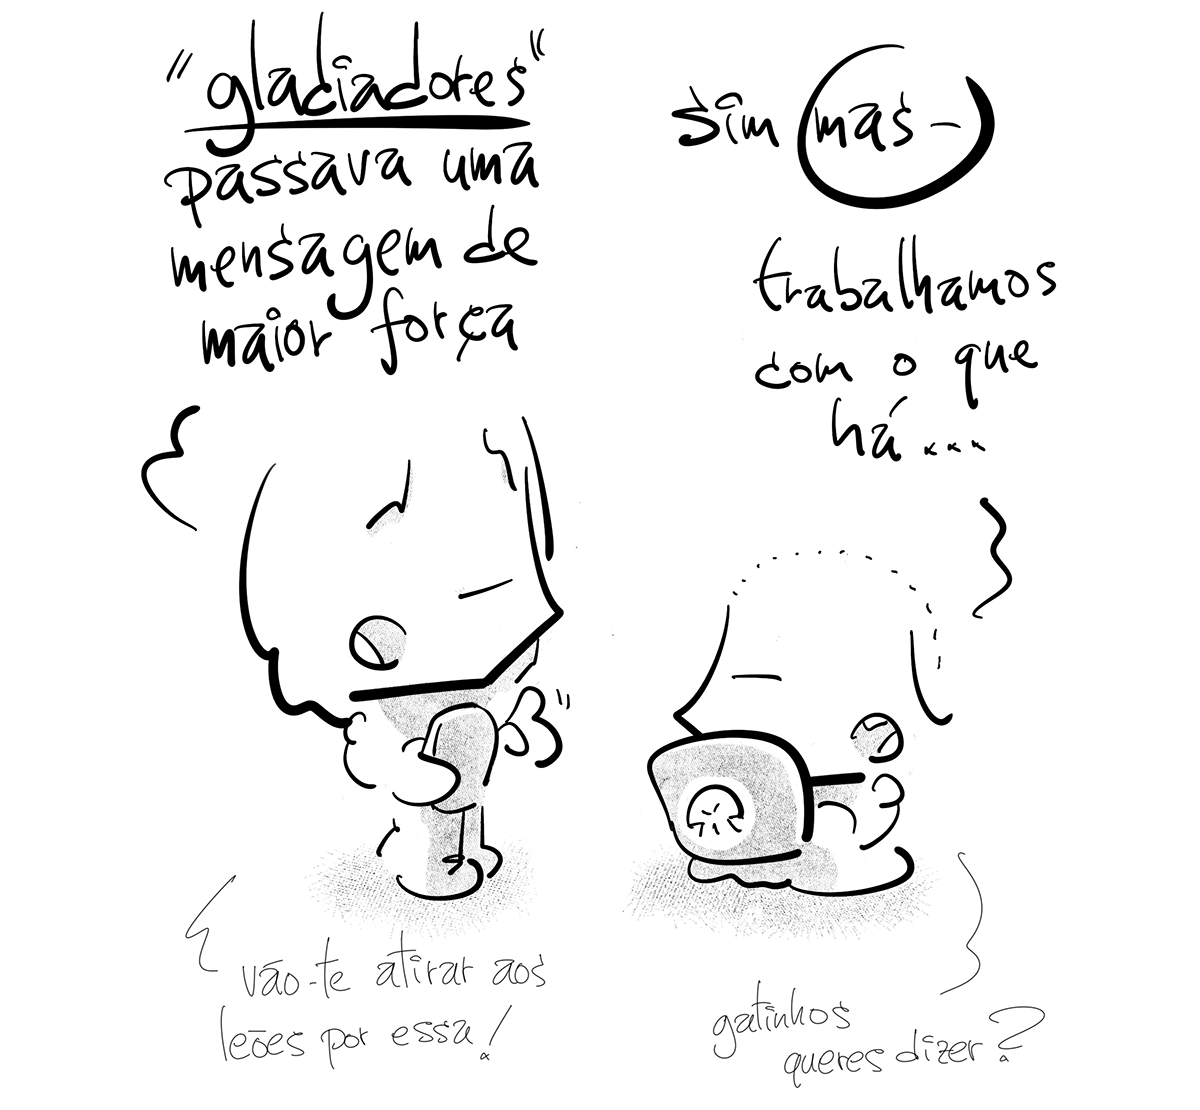 "gladiadores"
passava uma
mensagem de
maior força
sim mas-
trabalhamos
com o que
há...
vão-te atirar aos
leões por essa!
gatinhos
queres dizer?